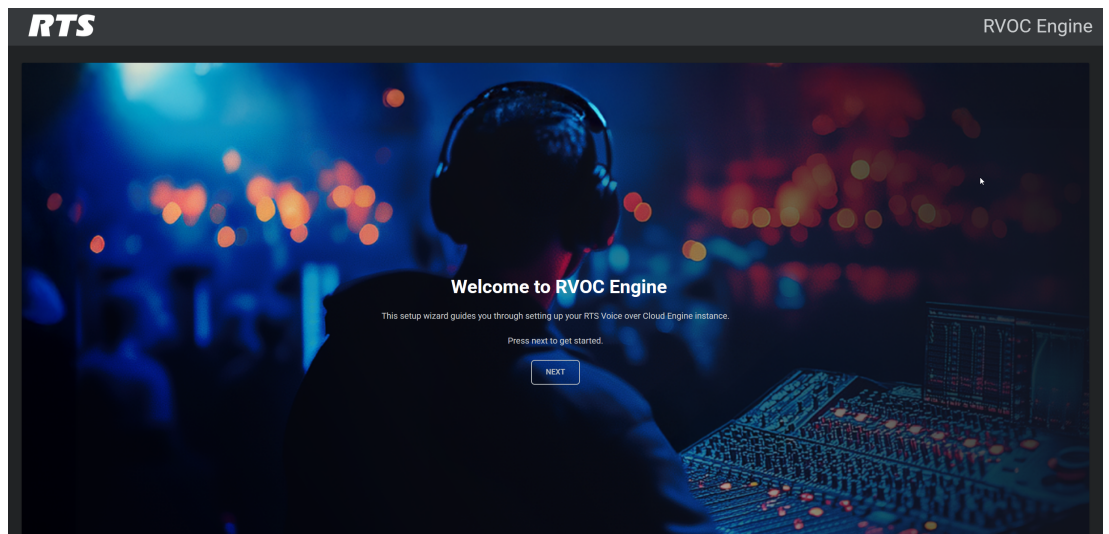 RTS
RVOC Engine
Welcome to RVOC Engine
This setup wizard guides you through setting up your RTS Voice over Cloud Engine instance.
Press next to get started.
NEXT